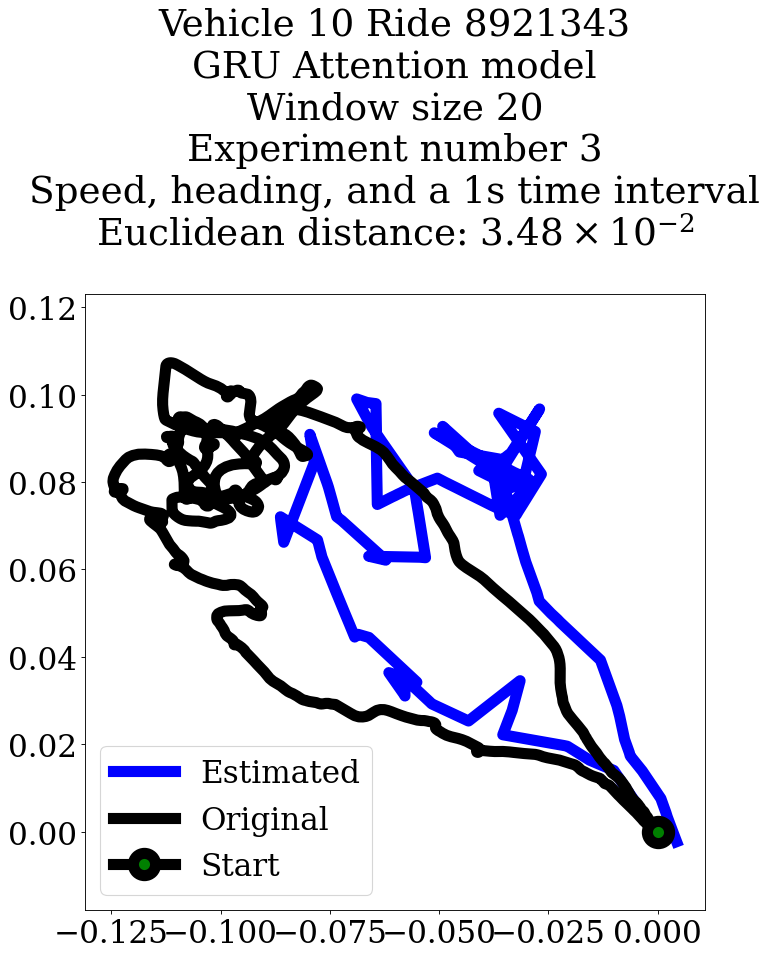 Vehicle 10 Ride 8921343
GRU Attention model
Window size 20
Experiment number 3
Speed, heading, and a 1s time interval
Euclidean distance: 3.48 × 10⁻²
0.12
0.10
0.08
0.06
0.04
0.02
0.00
Estimated
Original
Start
−0.125 −0.100 −0.075 −0.050 −0.025 0.000